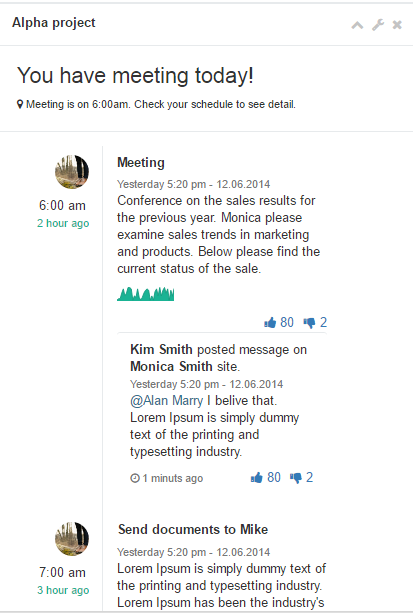 Alpha project
You have meeting today!
Meeting is on 6:00am. Check your schedule to see detail.
Meeting
Yesterday 5:20 pm - 12.06.2014
6:00 am
2 hour ago
Conference on the sales results for
the previous year. Monica please
examine sales trends in marketing
and products. Below please find the
current status of the sale.
80 2
Kim Smith posted message on
Monica Smith site.
Yesterday 5:20 pm - 12.06.2014
@Alan Marry I belive that.
Lorem Ipsum is simply dummy
text of the printing and
typesetting industry.
1 minuts ago 80 2
Send documents to Mike
Yesterday 5:20 pm - 12.06.2014
7:00 am
3 hour ago
Lorem Ipsum is simply dummy text of
the printing and typesetting industry.
Lorem Ipsum has been the industry's